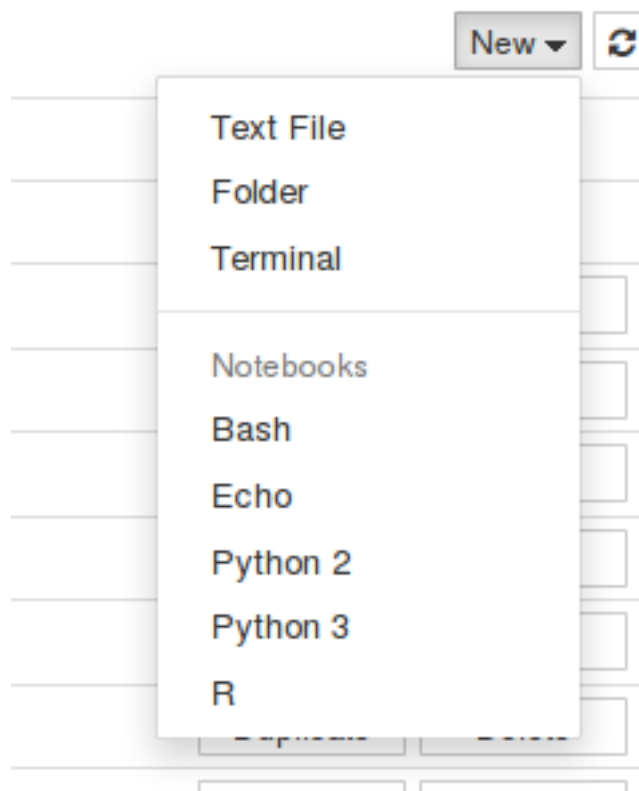 New
Text File
Folder
Terminal
Notebooks
Bash
Echo
Python 2
Python 3
R